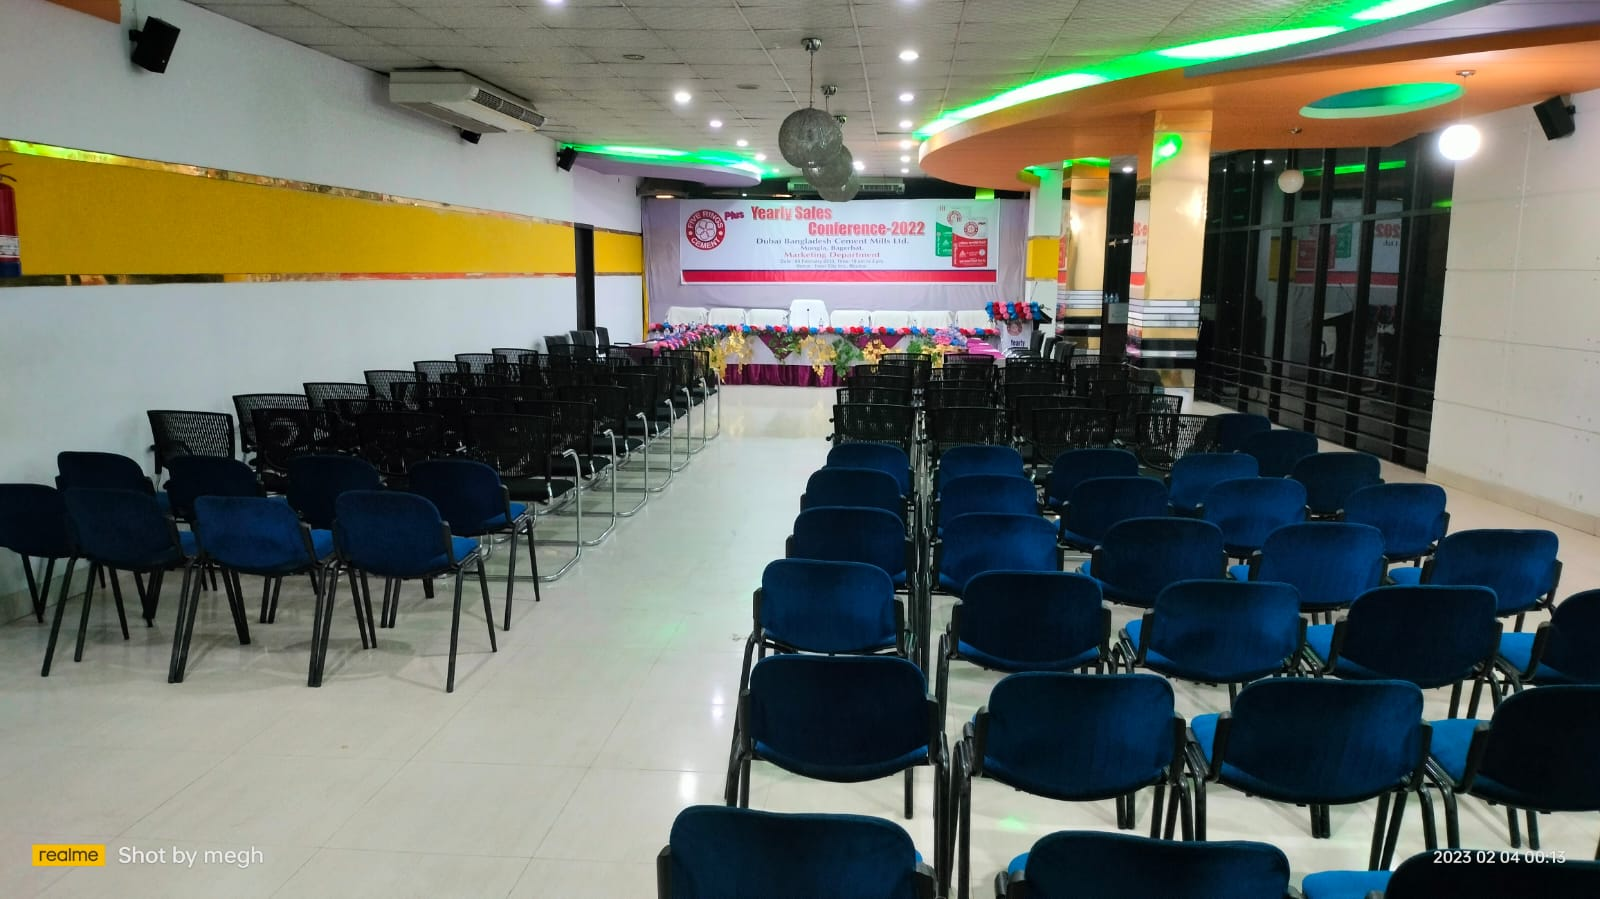 FIVE RINGS
CEMENT
Plus
Yearly Sales
Conference-2022
Dubai Bangladesh Cement Mills Ltd.
Mongla, Bagerhat.
Marketing Department
Yearly
2022
realme
Shot by megh
2023 02 04 00:13